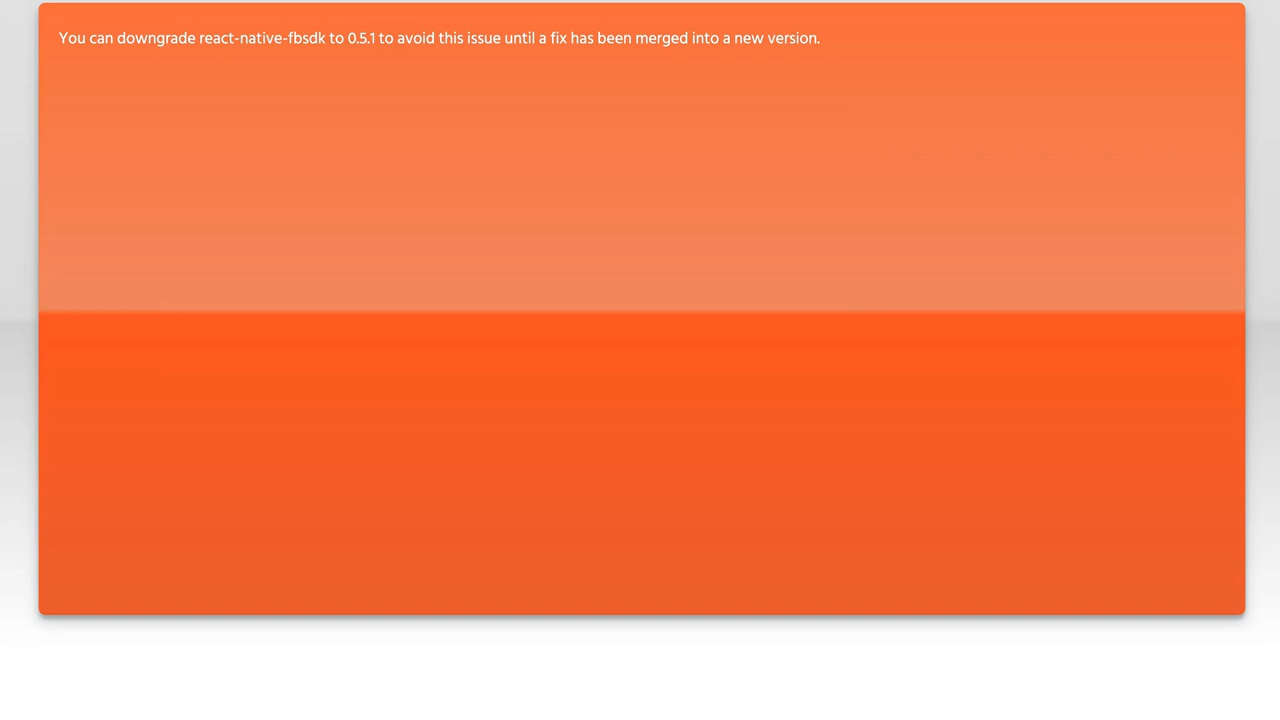 You can downgrade react-native-fbsdk to 0.5.1 to avoid this issue until a fix has been merged into a new version.